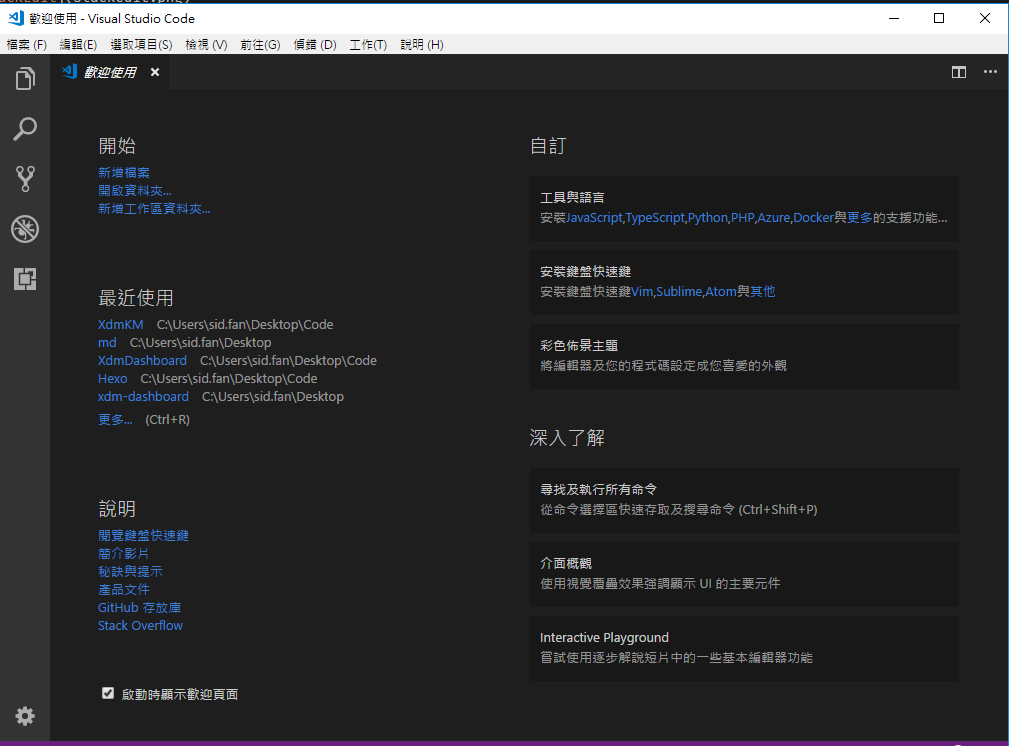 歡迎使用 - Visual Studio Code
檔案 (F) 編輯(E) 選取項目(S) 檢視 (V) 前往(G) 偵錯 (D) 工作(T) 說明 (H)
歡迎使用
開始
新增檔案
開啟資料夾...
新增工作區資料夾...
最近使用
XdmKM C:\Users\sid.fan\Desktop\Code
md C:\Users\sid.fan\Desktop
XdmDashboard C:\Users\sid.fan\Desktop\Code
Hexo C:\Users\sid.fan\Desktop\Code
xdm-dashboard C:\Users\sid.fan\Desktop
更多... (Ctrl+R)
說明
閱覽鍵盤快速鍵
簡介影片
秘訣與提示
產品文件
GitHub 存放庫
Stack Overflow
啟動時顯示歡迎頁面
自訂
工具與語言
安裝JavaScript,TypeScript,Python,PHP,Azure,Docker與更多的支援功能...
安裝鍵盤快速鍵
安裝鍵盤快速鍵Vim,Sublime,Atom與其他
彩色佈景主題
將編輯器及您的程式碼設定成您喜愛的外觀
深入了解
尋找及執行所有命令
從命令選擇區快速存取及搜尋命令 (Ctrl+Shift+P)
介面概觀
使用視覺覆疊效果強調顯示 UI 的主要元件
Interactive Playground
嘗試使用逐步解說短片中的一些基本編輯器功能